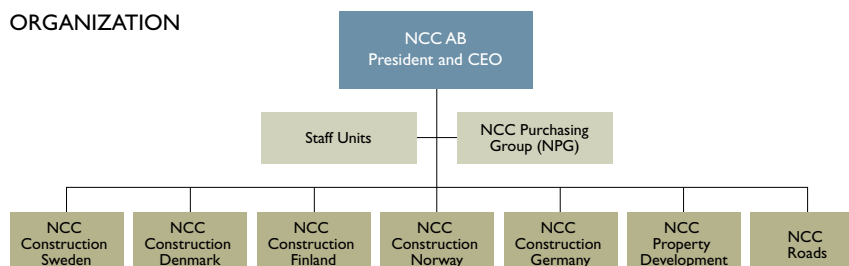 ORGANIZATION
NCC AB
President and CEO
Staff Units
NCC Purchasing
Group (NPG)
NCC
Construction
Sweden
NCC
Construction
Denmark
NCC
Construction
Finland
NCC
Construction
Norway
NCC
Construction
Germany
NCC
Property
Development
NCC
Roads